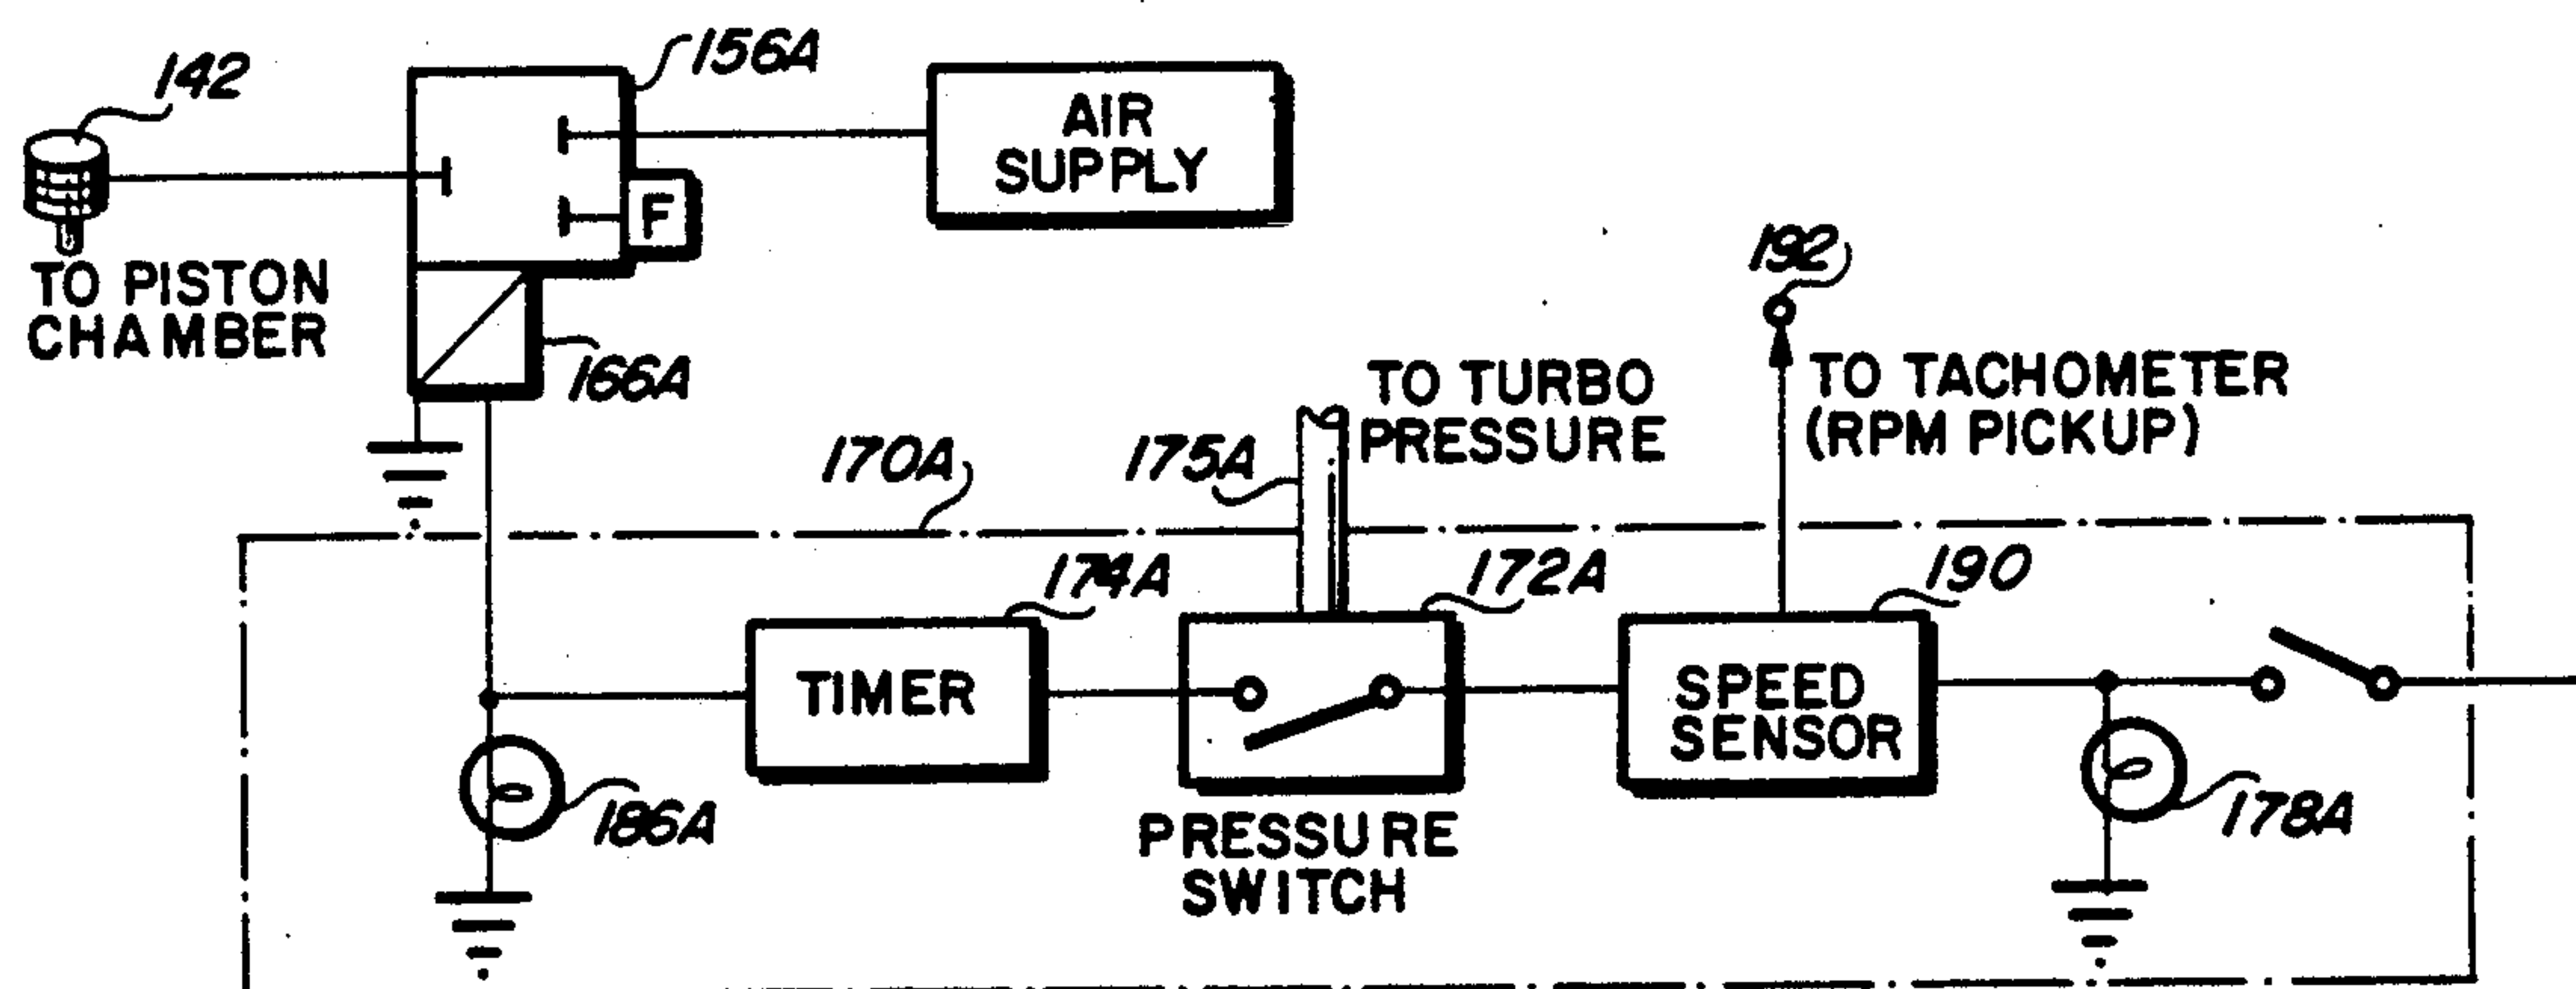 142
156A
AIR
SUPPLY
F
TO PISTON
CHAMBER
166A
192
TO TURBO
PRESSURE
TO TACHOMETER
(RPM PICKUP)
170A
175A
174A
172A
190
TIMER
SPEED
SENSOR
186A
178A
PRESSURE
SWITCH